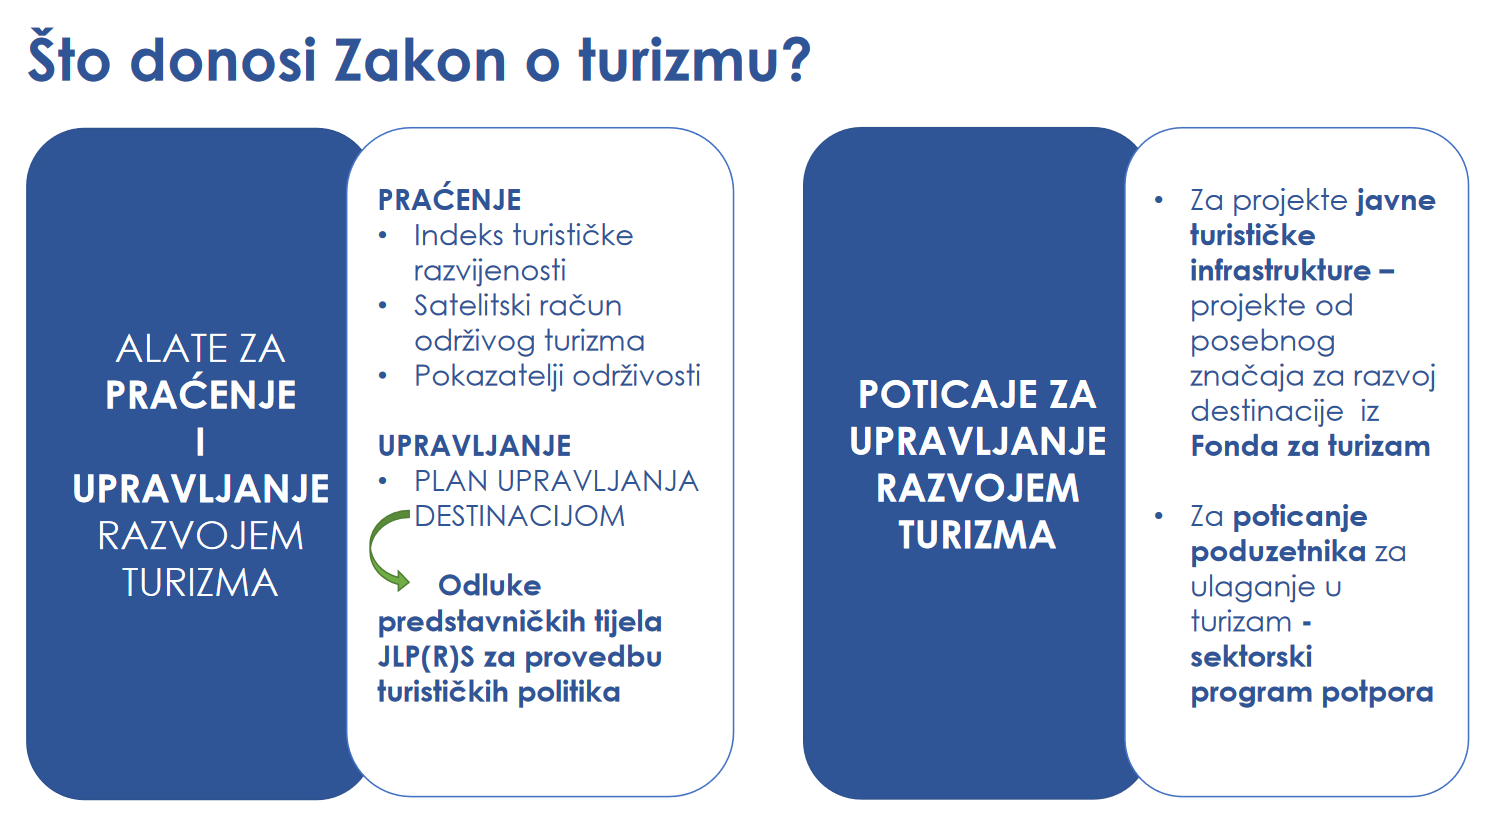 Što donosi Zakon o turizmu?
ALATE ZA
PRAĆENJE
I
UPRAVLJANJE
RAZVOJEM
TURIZMA
PRAĆENJE
• Indeks turističke
razvijenosti
• Satelitski račun
održivog turizma
• Pokazatelji održivosti
UPRAVLJANJE
• PLAN UPRAVLJANJA
DESTINACIJOM
Odluke
predstavničkih tijela
JLP(R)S za provedbu
turističkih politika
POTICAJE ZA
UPRAVLJANJE
RAZVOJEM
TURIZMA
• Za projekte javne
turističke
infrastrukture –
projekte od
posebnog
značaja za razvoj
destinacije  iz
Fonda za turizam
• Za poticanje
poduzetnika za
ulaganje u
turizam -
sektorski
program potpora